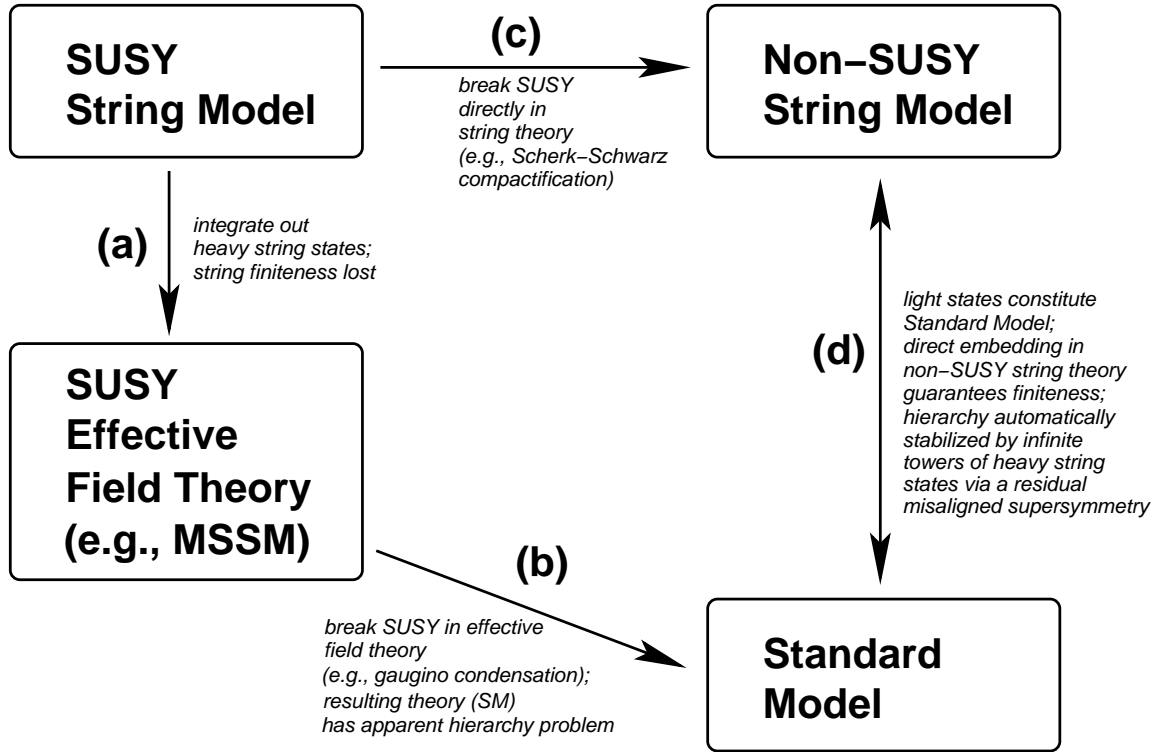 SUSY
String Model
(c)
break SUSY
directly in
string theory
(e.g., Scherk–Schwarz
compactification)
Non–SUSY
String Model
(a)
integrate out
heavy string states;
string finiteness lost
(d)
light states constitute
Standard Model;
direct embedding in
non–SUSY string theory
guarantees finiteness;
hierarchy automatically
stabilized by infinite
towers of heavy string
states via a residual
misaligned supersymmetry
SUSY
Effective
Field Theory
(e.g., MSSM)
(b)
break SUSY in effective
field theory
(e.g., gaugino condensation);
resulting theory (SM)
has apparent hierarchy problem
Standard
Model